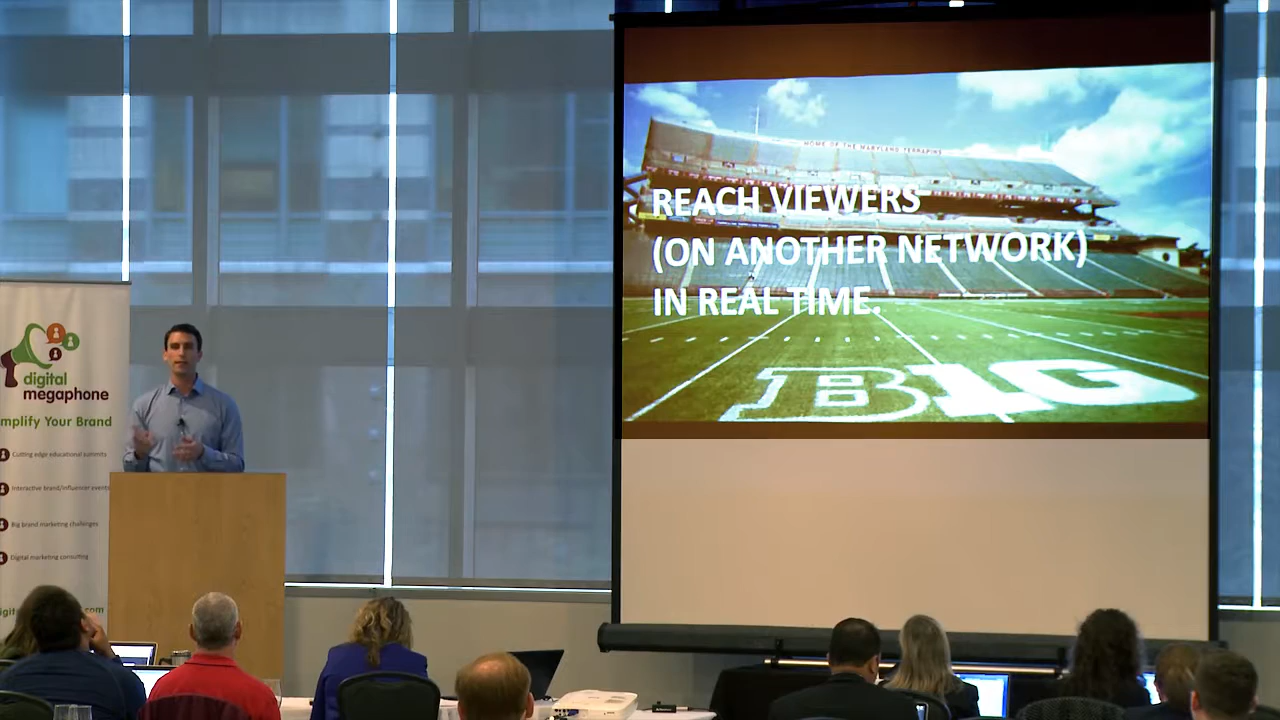 HOME OF THE MARYLAND TERRAPINS
REACH VIEWERS
(ON ANOTHER NETWORK)
IN REAL TIME.
B1G
digital
megaphone
mplify Your Brand
Cutting edge educational summits
Interactive brand/influencer events
Big brand marketing challenges
Digital marketing consulting
.com